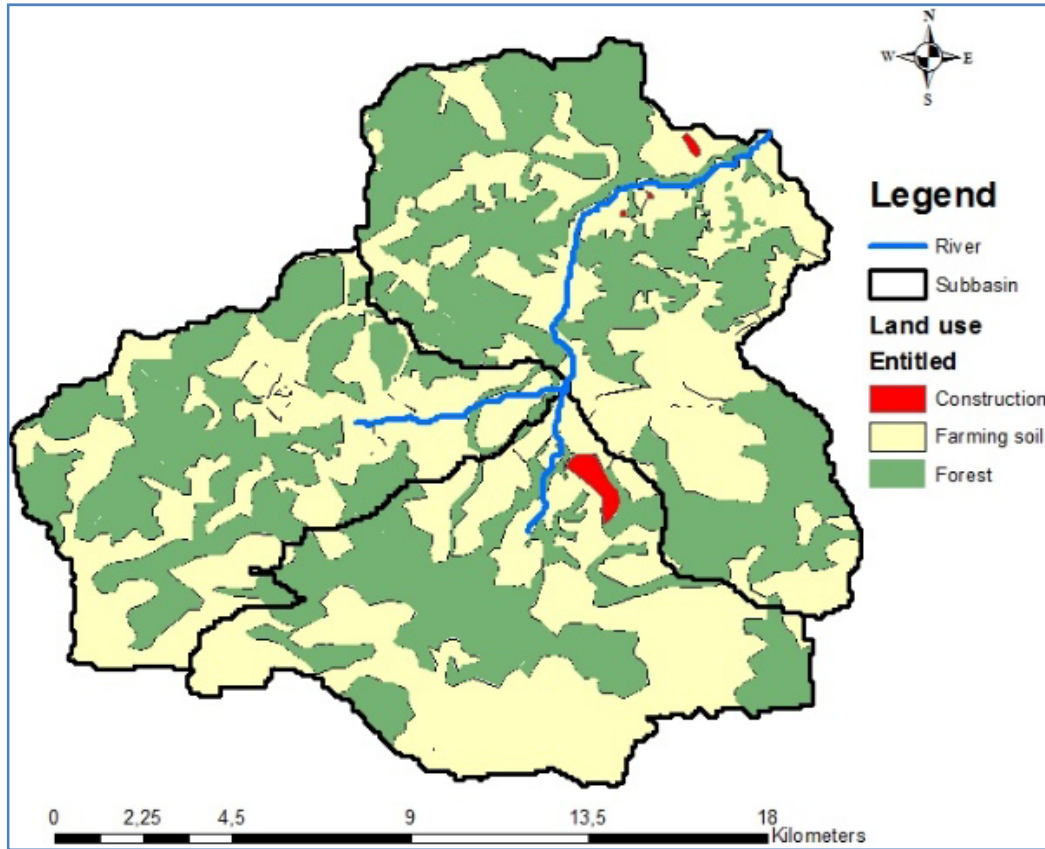 N
W E
S
Legend
River
Subbasin
Land use
Entitled
Construction
Farming soil
Forest
0 2,25 4,5 9 13,5 18
Kilometers